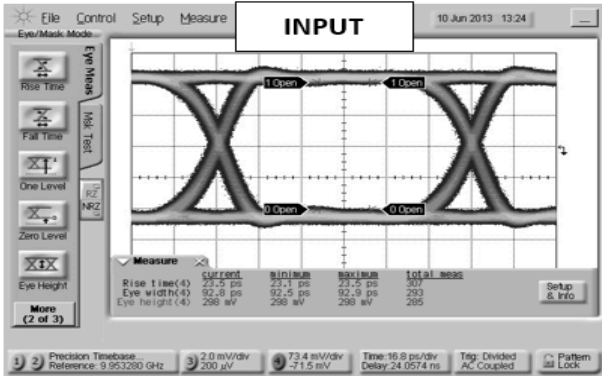 File Control Setup Measure
INPUT
10 Jun 2013 13:24
Eye/Mask Mode
Rise Time
Fall Time
One Level
Zero Level
Eye Height
More
(2 of 3)
Eye Meas
Msk Test
RZ
NRZ
1 Open 1 Open
0 Open 0 Open
Measure
current minimum maximum total meas
Rise time(4) 23.5 ps 23.1 ps 23.5 ps 307
Eye width(4) 92.8 ps 92.5 ps 92.9 ps 293
Eye height(4) 298 mV 298 mV 298 mV 285
Setup
& Info
1 2 Precision Timebase...
Reference: 9.953280 GHz
3 2.0 mV/div
200 µV
4 73.4 mV/div
-71.5 mV
Time:16.8 ps/div
Delay:24.0574 ns
Trig: Divided
AC Coupled
Pattern
Lock